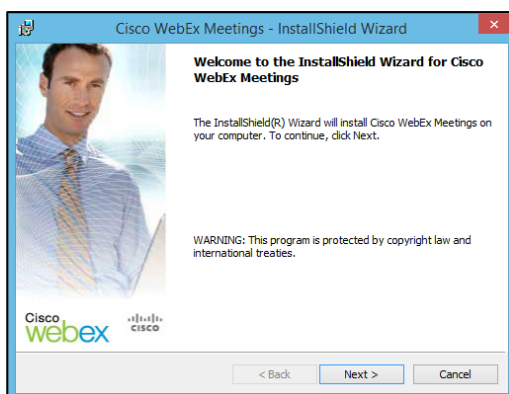 Cisco WebEx Meetings - InstallShield Wizard
Welcome to the InstallShield Wizard for Cisco
WebEx Meetings
The InstallShield(R) Wizard will install Cisco WebEx Meetings on
your computer. To continue, click Next.
WARNING: This program is protected by copyright law and
international treaties.
Cisco
webex
cisco
< Back
Next >
Cancel